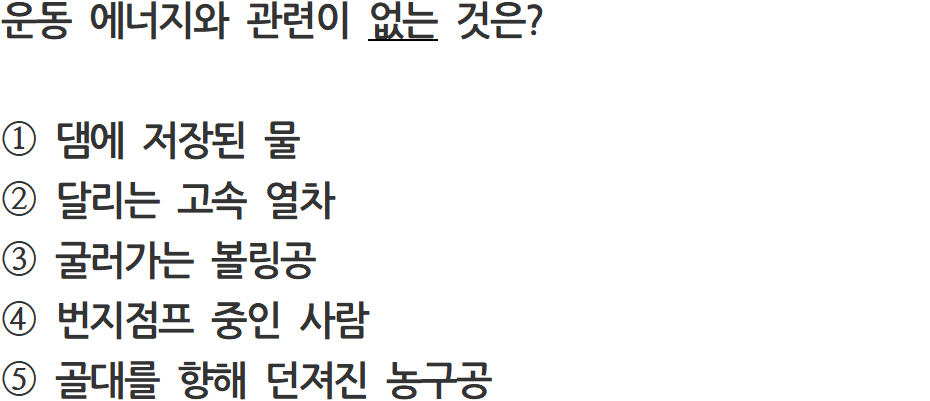 운동 에너지와 관련이 없는 것은?
① 댐에 저장된 물
② 달리는 고속 열차
③ 굴러가는 볼링공
④ 번지점프 중인 사람
⑤ 골대를 향해 던져진 농구공